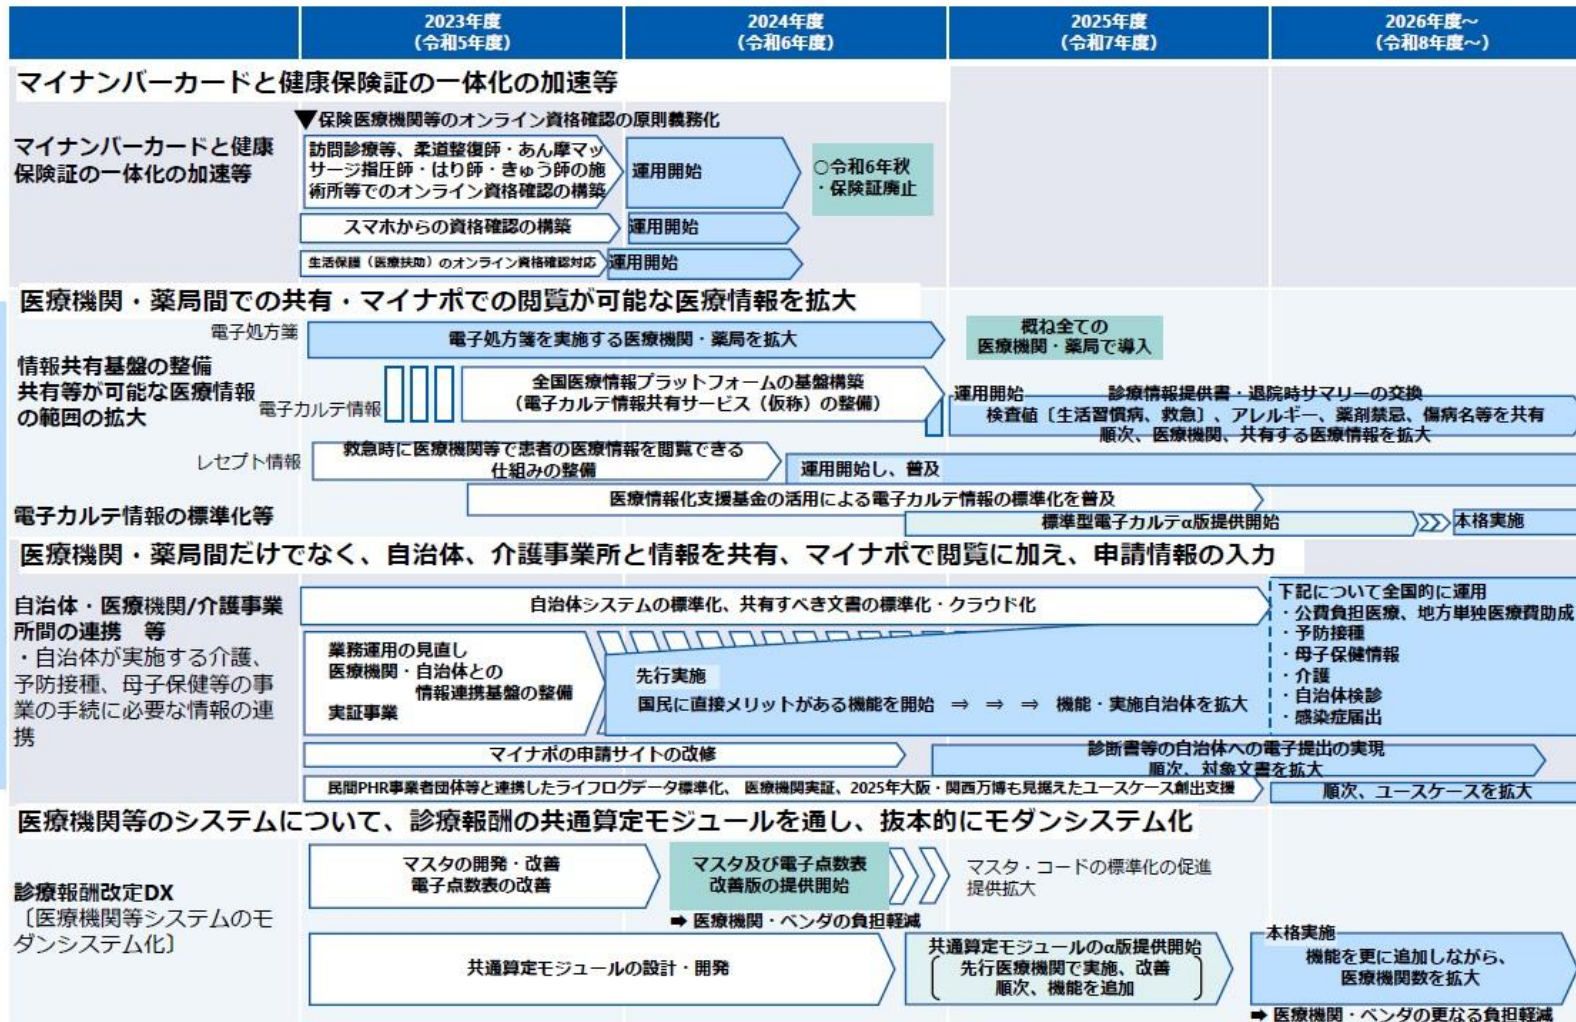 2023年度
（令和5年度）
2024年度
（令和6年度）
2025年度
（令和7年度）
2026年度～
（令和8年度～）
マイナンバーカードと健康保険証の一体化の加速等
マイナンバーカードと健康
保険証の一体化の加速等
▼保険医療機関等のオンライン資格確認の原則義務化
訪問診療等、柔道整復師・あん摩マッ
サージ指圧師・はり師・きゅう師の施
術所等でのオンライン資格確認の構築
運用開始
○令和6年秋
・保険証廃止
スマホからの資格確認の構築
運用開始
生活保護（医療扶助）のオンライン資格確認対応
運用開始
医療機関・薬局間での共有・マイナポでの閲覧が可能な医療情報を拡大
電子処方箋
電子処方箋を実施する医療機関・薬局を拡大
概ね全ての
医療機関・薬局で導入
情報共有基盤の整備
共有等が可能な医療情報
の範囲の拡大
電子カルテ情報
全国医療情報プラットフォームの基盤構築
（電子カルテ情報共有サービス（仮称）の整備）
運用開始
診療情報提供書・退院時サマリーの交換
検査値〔生活習慣病、救急〕、アレルギー、薬剤禁忌、傷病名等を共有
順次、医療機関、共有する医療情報を拡大
レセプト情報
救急時に医療機関等で患者の医療情報を閲覧できる
仕組みの整備
運用開始し、普及
電子カルテ情報の標準化等
医療情報化支援基金の活用による電子カルテ情報の標準化を普及
標準型電子カルテα版提供開始
本格実施
医療機関・薬局間だけでなく、自治体、介護事業所と情報を共有、マイナポで閲覧に加え、申請情報の入力
自治体・医療機関/介護事業
所間の連携　等
・自治体が実施する介護、
予防接種、母子保健等の事
業の手続に必要な情報の連
携
自治体システムの標準化、共有すべき文書の標準化・クラウド化
業務運用の見直し
医療機関・自治体との
情報連携基盤の整備
実証事業
先行実施
国民に直接メリットがある機能を開始　⇒　⇒　⇒　機能・実施自治体を拡大
下記について全国的に運用
・公費負担医療、地方単独医療費助成
・予防接種
・母子保健情報
・介護
・自治体検診
・感染症届出
マイナポの申請サイトの改修
診断書等の自治体への電子提出の実現
順次、対象文書を拡大
民間PHR事業者団体等と連携したライフログデータ標準化、 医療機関実証、2025年大阪・関西万博も見据えたユースケース創出支援
順次、ユースケースを拡大
医療機関等のシステムについて、診療報酬の共通算定モジュールを通し、抜本的にモダンシステム化
診療報酬改定DX
〔医療機関等システムのモ
ダンシステム化〕
マスタの開発・改善
電子点数表の改善
マスタ及び電子点数表
改善版の提供開始
マスタ・コードの標準化の促進
提供拡大
➡ 医療機関・ベンダの負担軽減
共通算定モジュールの設計・開発
共通算定モジュールのα版提供開始
先行医療機関で実施、改善
順次、機能を追加
本格実施
機能を更に追加しながら、
医療機関数を拡大
➡ 医療機関・ベンダの更なる負担軽減